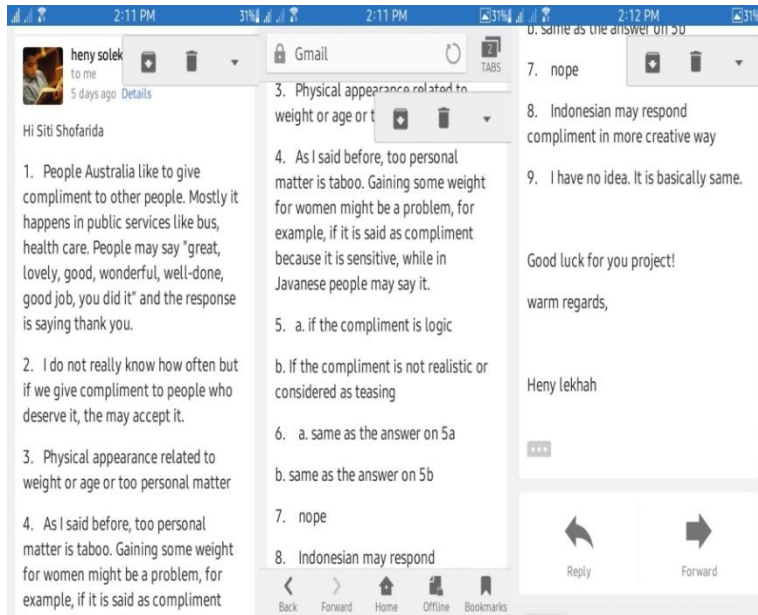 2:11 PM
31%
heny solek
to me
5 days ago Details
Hi Siti Shofarida
1. People Australia like to give
compliment to other people. Mostly it
happens in public services like bus,
health care. People may say "great,
lovely, good, wonderful, well-done,
good job, you did it" and the response
is saying thank you.
2. I do not really know how often but
if we give compliment to people who
deserve it, the may accept it.
3. Physical appearance related to
weight or age or too personal matter
4. As I said before, too personal
matter is taboo. Gaining some weight
for women might be a problem, for
example, if it is said as compliment
2:11 PM
31%
Gmail
2
TABS
3. Physical appearance related to
weight or age or t
4. As I said before, too personal
matter is taboo. Gaining some weight
for women might be a problem, for
example, if it is said as compliment
because it is sensitive, while in
Javanese people may say it.
5. a. if the compliment is logic
b. If the compliment is not realistic or
considered as teasing
6. a. same as the answer on 5a
b. same as the answer on 5b
7. nope
8. Indonesian may respond
Back Forward Home Offline Bookmarks
2:12 PM
31%
b. same as the answer on 5b
7. nope
8. Indonesian may respond
compliment in more creative way
9. I have no idea. It is basically same.
Good luck for you project!
warm regards,
Heny lekhah
Reply Forward